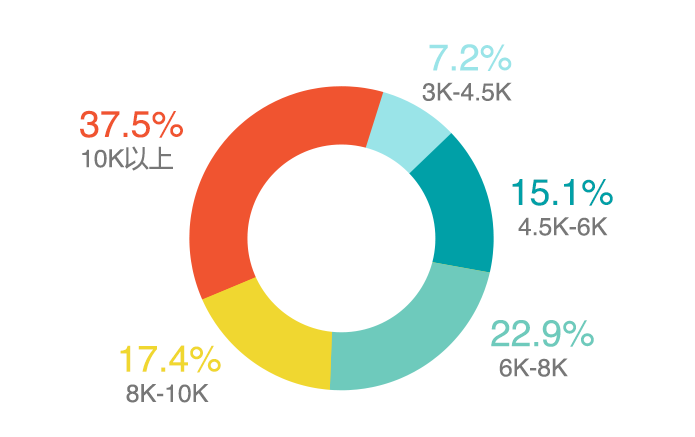 7.2%
3K-4.5K
37.5%
10K以上
15.1%
4.5K-6K
22.9%
6K-8K
17.4%
8K-10K